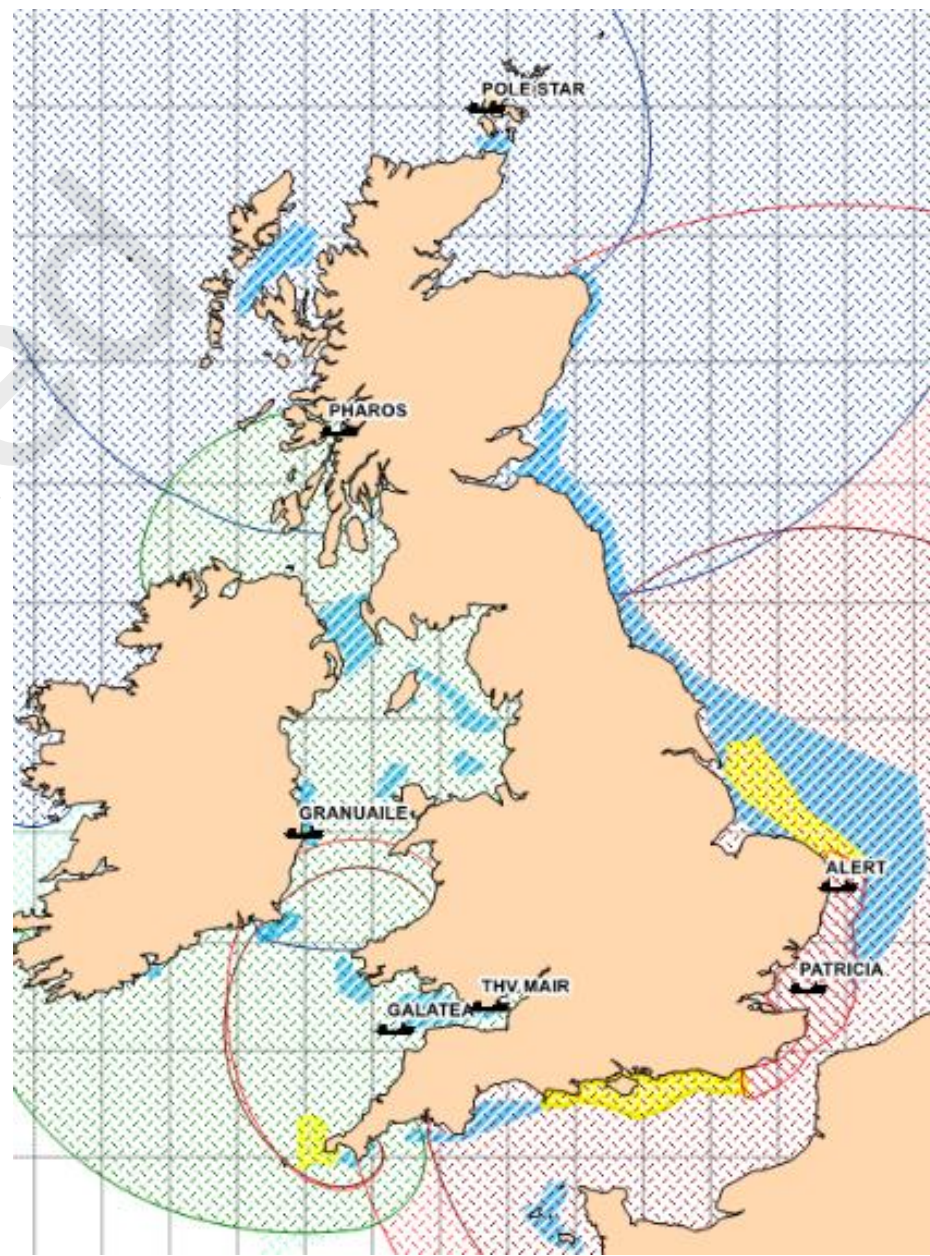 POLE STAR
PHAROS
GRANUAILE
ALERT
PATRICIA
THV MAIR
GALATEA